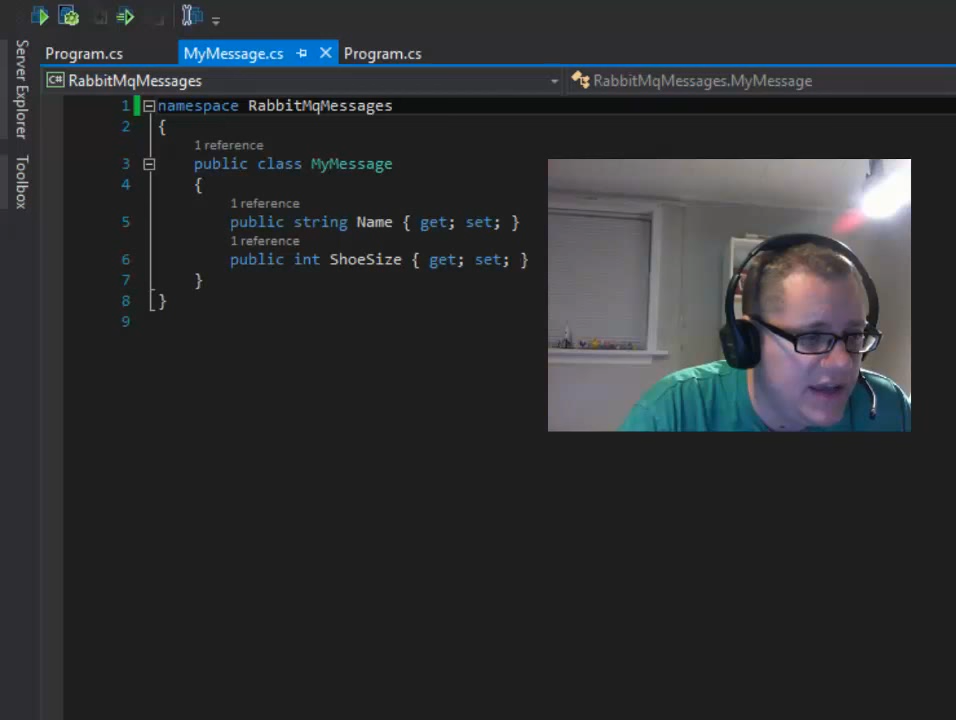 Program.cs MyMessage.cs Program.cs
Server Explorer
Toolbox
C# RabbitMqMessages RabbitMqMessages.MyMessage
1 namespace RabbitMqMessages
2 {
1 reference
3 public class MyMessage
4 {
1 reference
5 public string Name { get; set; }
1 reference
6 public int ShoeSize { get; set; }
7 }
8 }
9